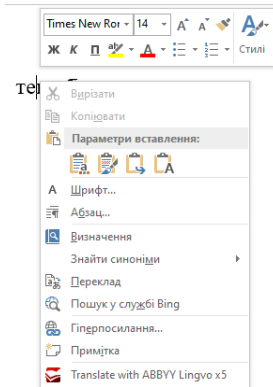 Times New Ror 14 A A
Ж К П ab A Стилі
те
Вирізати
Копіювати
Параметри вставлення:
A Шрифт...
Абзац...
Визначення
Знайти синоніми
Переклад
Пошук у службі Bing
Гіперпосилання...
Примітка
Translate with ABBYY Lingvo x5